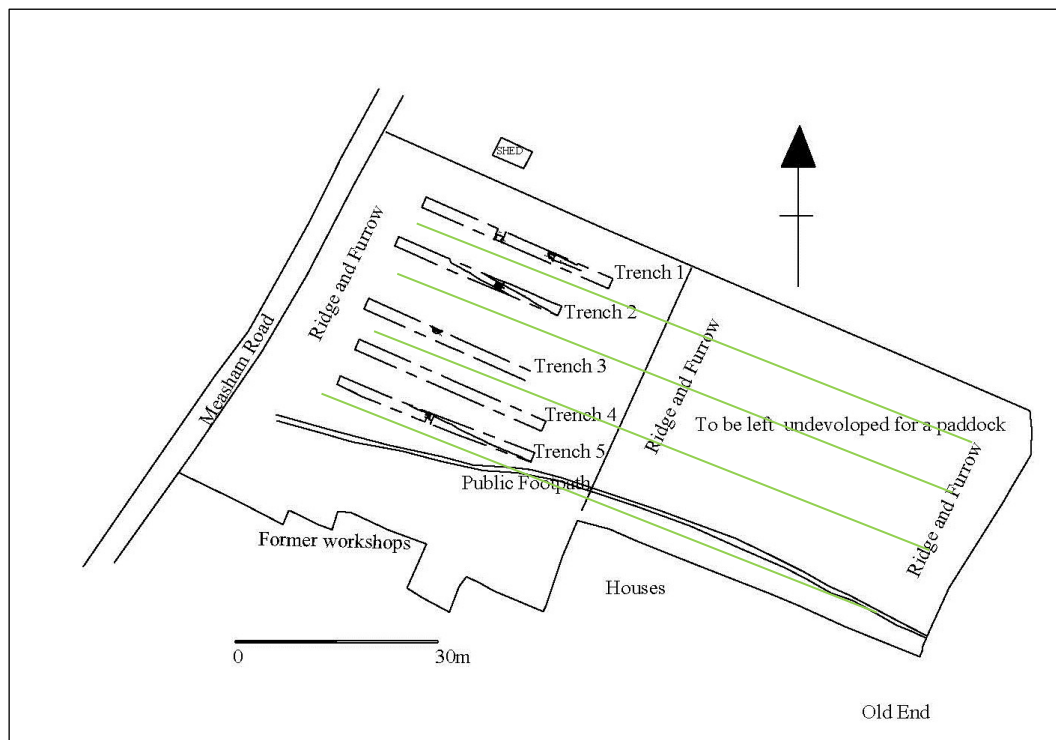 SHED
Trench 1
Ridge and Furrow
Trench 2
Measham Road
Trench 3
Ridge and Furrow
Trench 4
To be left undevoloped for a paddock
Trench 5
Public Footpath
Ridge and Furrow
Former workshops
Houses
0 30m
Old End